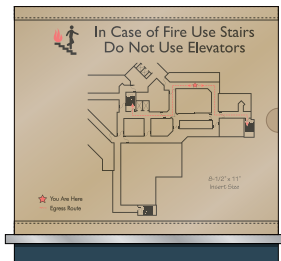 In Case of Fire Use Stairs
Do Not Use Elevators
8-1/2" x 11"
Insert Size
You Are Here
Egress Route